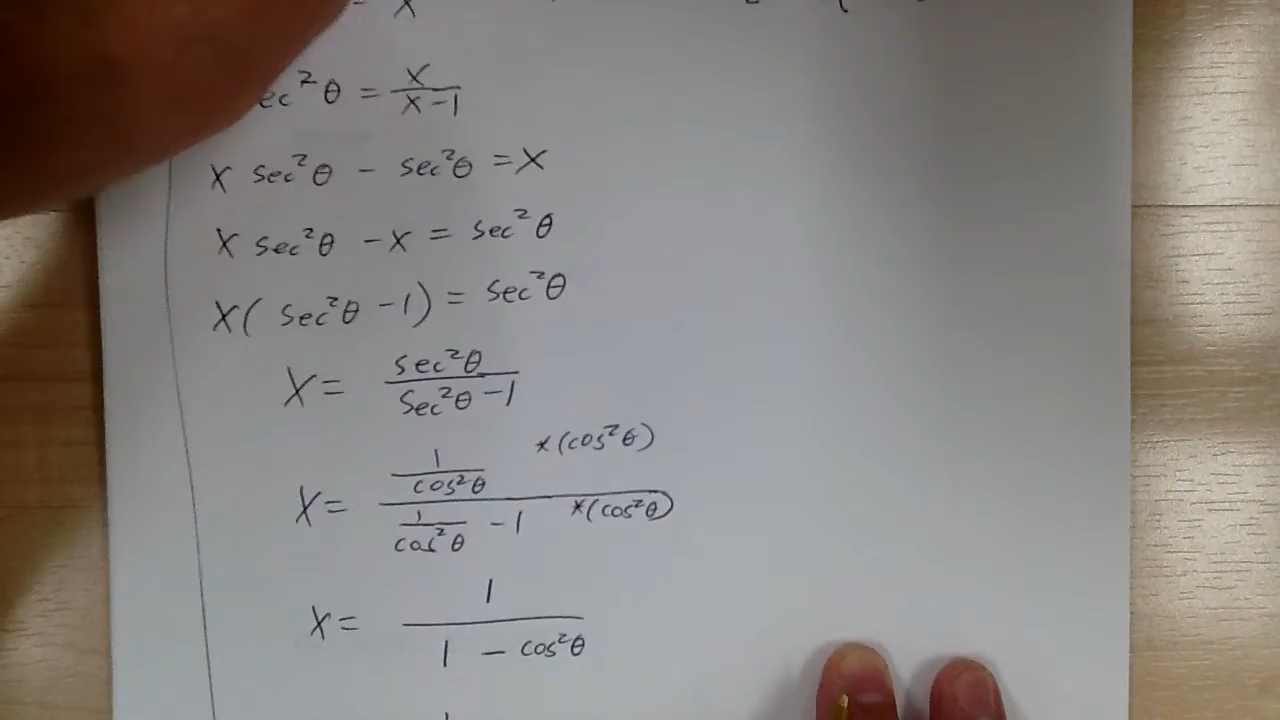 = x
ec²θ = x/(x-1)
x sec²θ - sec²θ = x
x sec²θ - x = sec²θ
x( sec²θ - 1) = sec²θ
x = sec²θ/(sec²θ - 1)
x = (1/cos²θ *(cos²θ))/(1/cos²θ - 1 *(cos²θ))
x = 1/(1 - cos²θ)